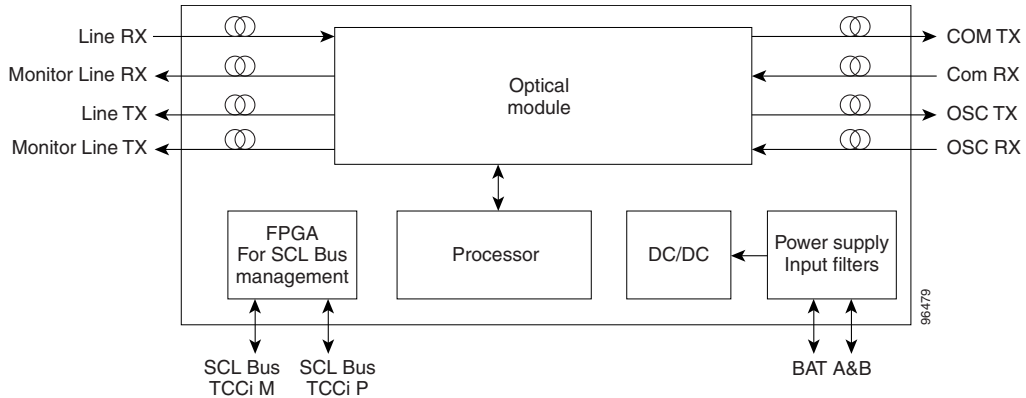 Line RX
COM TX
Monitor Line RX
Com RX
Line TX
OSC TX
Monitor Line TX
OSC RX
Optical
module
FPGA
For SCL Bus
management
Processor
DC/DC
Power supply
Input filters
96479
SCL Bus
TCCi M
SCL Bus
TCCi P
BAT A&B